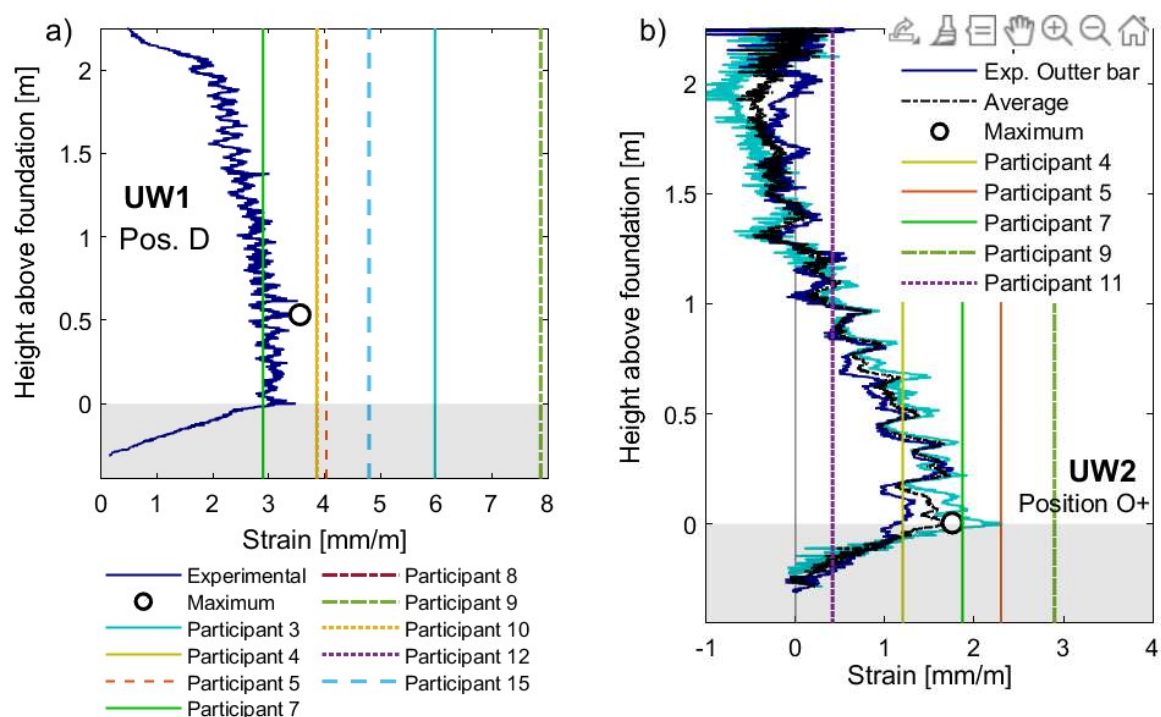 a)
Height above foundation [m]
2
1.5
1
0.5
0
UW1
Pos. D
0 1 2 3 4 5 6 7 8
Strain [mm/m]
Experimental
Maximum
Participant 3
Participant 4
Participant 5
Participant 7
Participant 8
Participant 9
Participant 10
Participant 12
Participant 15
b)
Height above foundation [m]
2
1.5
1
0.5
0
Exp. Outter bar
Average
Maximum
Participant 4
Participant 5
Participant 7
Participant 9
Participant 11
UW2
Position O+
-1 0 1 2 3 4
Strain [mm/m]